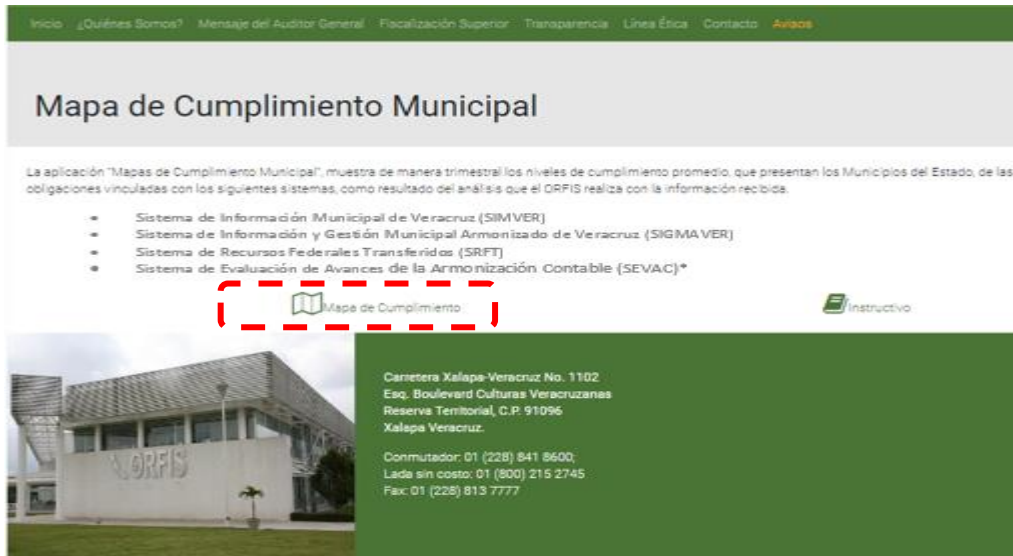 Inicio ¿Quiénes Somos? Mensaje del Auditor General Fiscalización Superior Transparencia Línea Ética Contacto Avisos
Mapa de Cumplimiento Municipal
La aplicación "Mapas de Cumplimiento Municipal", muestra de manera trimestral los niveles de cumplimiento promedio, que presentan los Municipios del Estado, de las
obligaciones vinculadas con los siguientes sistemas, como resultado del análisis que el ORFIS realiza con la información recibida.
• Sistema de Información Municipal de Veracruz (SIMVER)
• Sistema de Información y Gestión Municipal Armonizado de Veracruz (SIGMAVER)
• Sistema de Recursos Federales Transferidos (SRFT)
• Sistema de Evaluación de Avances de la Armonización Contable (SEVAC)*
Mapa de Cumplimiento Instructivo
ORFIS
Carretera Xalapa-Veracruz No. 1102
Esq. Boulevard Culturas Veracruzanas
Reserva Territorial, C.P. 91096
Xalapa Veracruz.
Conmutador: 01 (228) 841 8600;
Lada sin costo: 01 (800) 215 2745
Fax: 01 (228) 813 7777